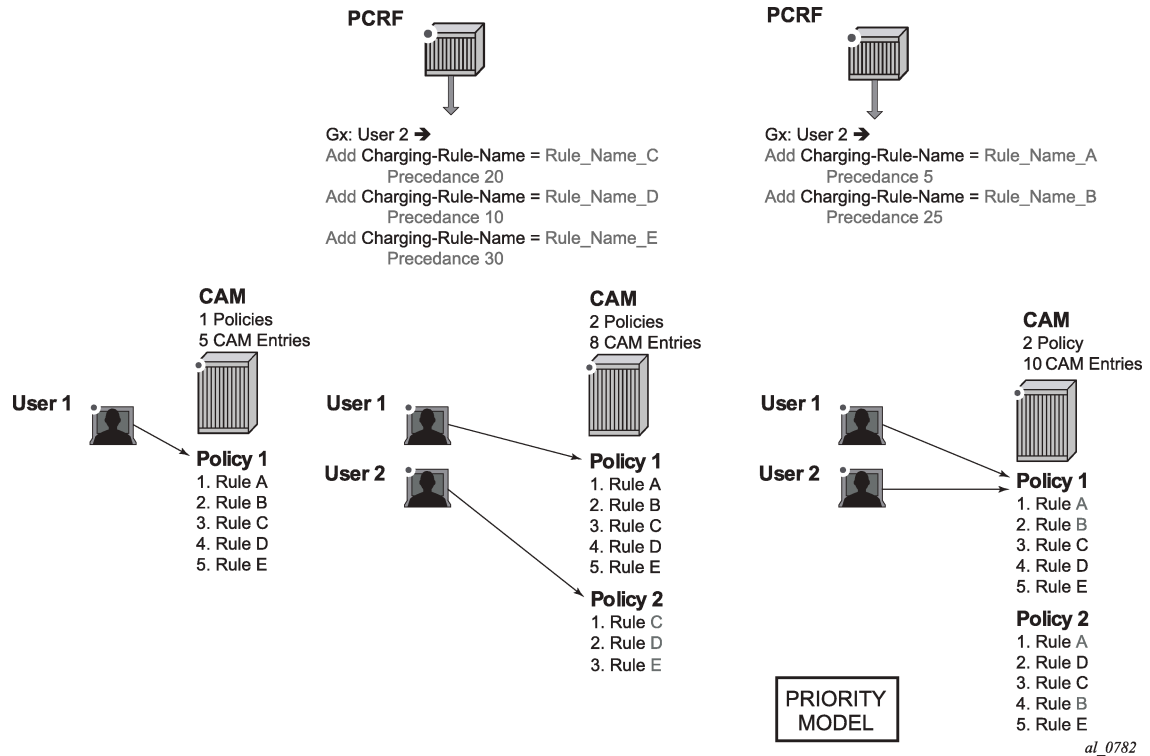 PCRF
Gx: User 2 ➔
Add Charging-Rule-Name = Rule_Name_C
Precedance 20
Add Charging-Rule-Name = Rule_Name_D
Precedance 10
Add Charging-Rule-Name = Rule_Name_E
Precedance 30
PCRF
Gx: User 2 ➔
Add Charging-Rule-Name = Rule_Name_A
Precedance 5
Add Charging-Rule-Name = Rule_Name_B
Precedance 25
CAM
1 Policies
5 CAM Entries
User 1
Policy 1
1. Rule A
2. Rule B
3. Rule C
4. Rule D
5. Rule E
CAM
2 Policies
8 CAM Entries
User 1
User 2
Policy 1
1. Rule A
2. Rule B
3. Rule C
4. Rule D
5. Rule E
Policy 2
1. Rule C
2. Rule D
3. Rule E
CAM
2 Policy
10 CAM Entries
User 1
User 2
Policy 1
1. Rule A
2. Rule B
3. Rule C
4. Rule D
5. Rule E
Policy 2
1. Rule A
2. Rule D
3. Rule C
4. Rule B
5. Rule E
PRIORITY
MODEL
al_0782